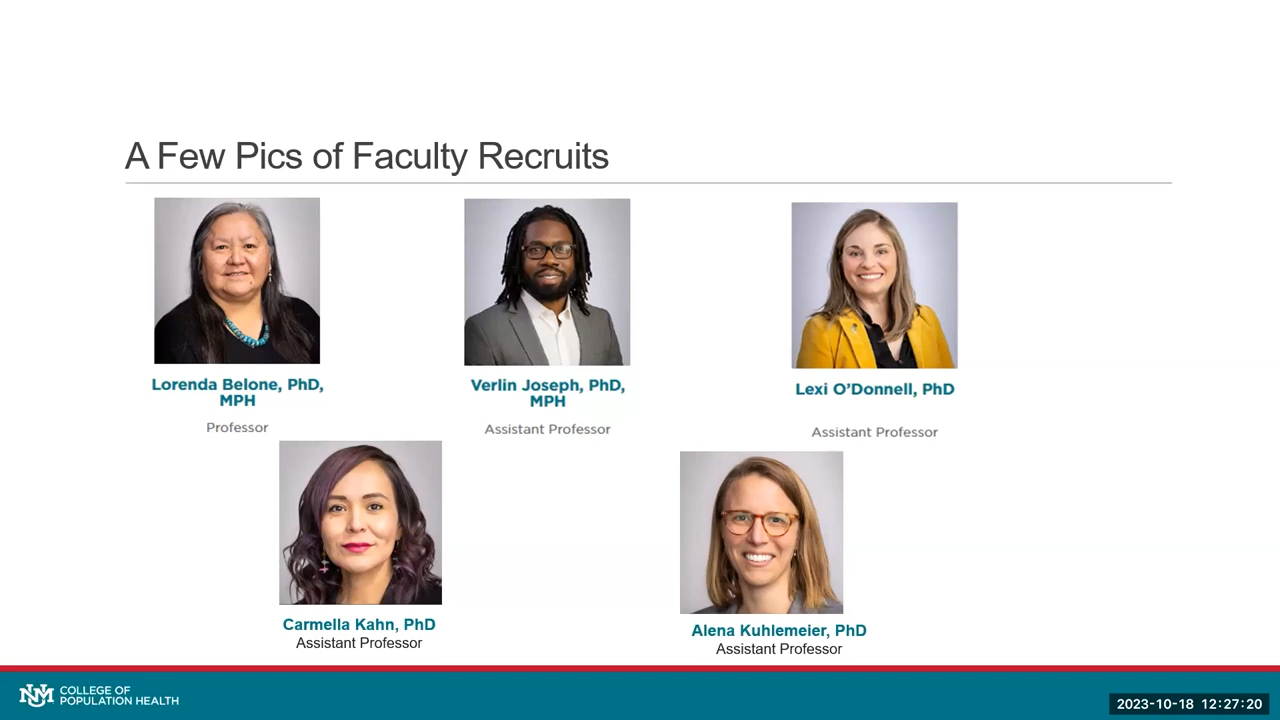 A Few Pics of Faculty Recruits
Lorenda Belone, PhD,
MPH
Professor
Verlin Joseph, PhD,
MPH
Assistant Professor
Lexi O'Donnell, PhD
Assistant Professor
Carmella Kahn, PhD
Assistant Professor
Alena Kuhlemeier, PhD
Assistant Professor
UNM
COLLEGE OF
POPULATION HEALTH
2023-10-18 12:27:20